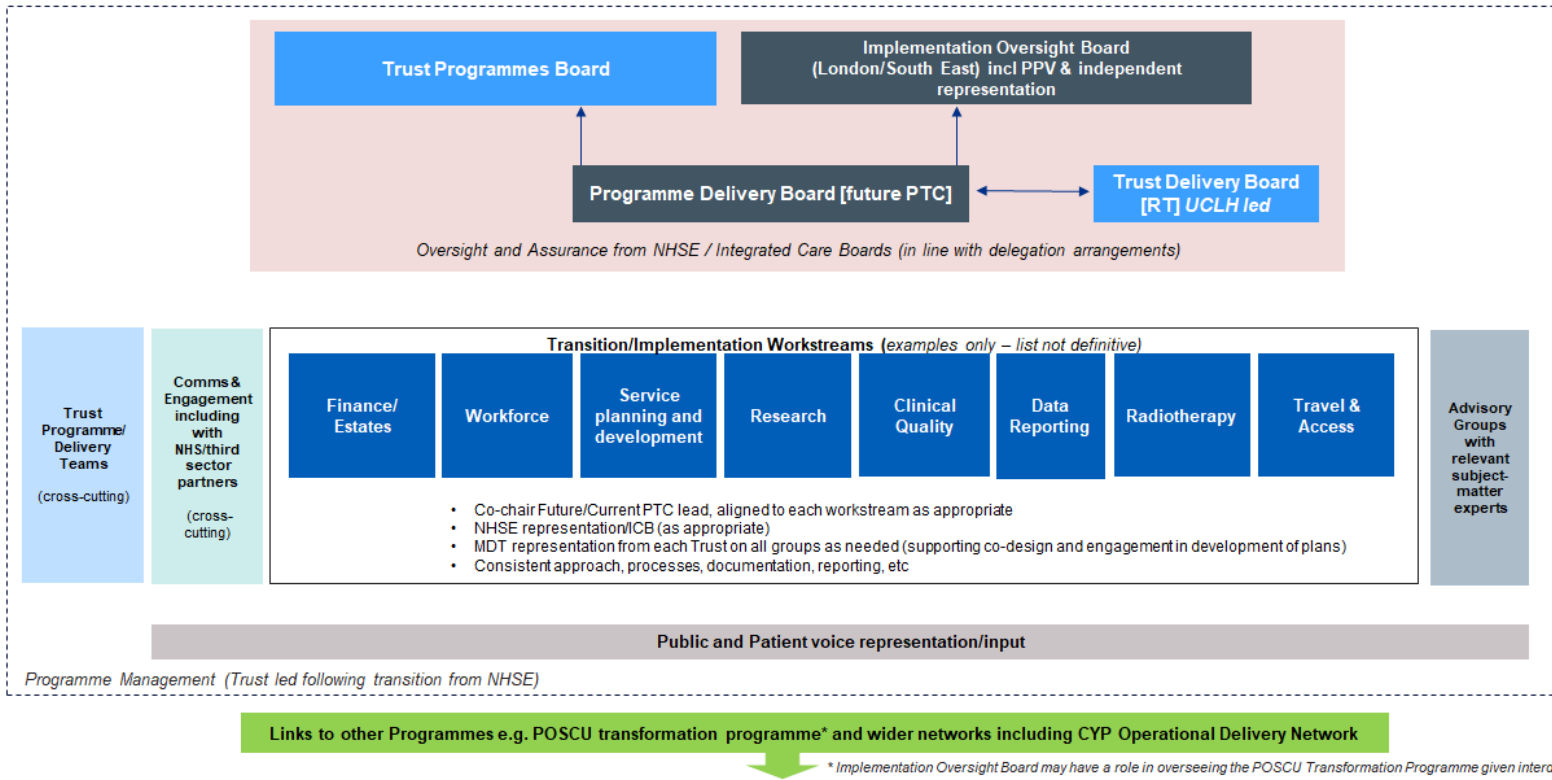 Trust Programmes Board
Implementation Oversight Board
(London/South East) incl PPV & independent
representation
Programme Delivery Board [future PTC]
Trust Delivery Board
[RT] UCLH led
Oversight and Assurance from NHSE / Integrated Care Boards (in line with delegation arrangements)
Trust
Programme/
Delivery
Teams
(cross-cutting)
Comms &
Engagement
including
with
NHS/third
sector
partners
(cross-
cutting)
Transition/Implementation Workstreams (examples only – list not definitive)
Finance/
Estates
Workforce
Service
planning and
development
Research
Clinical
Quality
Data
Reporting
Radiotherapy
Travel &
Access
• Co-chair Future/Current PTC lead, aligned to each workstream as appropriate
• NHSE representation/ICB (as appropriate)
• MDT representation from each Trust on all groups as needed (supporting co-design and engagement in development of plans)
• Consistent approach, processes, documentation, reporting, etc
Advisory
Groups
with
relevant
subject-
matter
experts
Public and Patient voice representation/input
Programme Management (Trust led following transition from NHSE)
Links to other Programmes e.g. POSCU transformation programme* and wider networks including CYP Operational Delivery Network
* Implementation Oversight Board may have a role in overseeing the POSCU Transformation Programme given interd